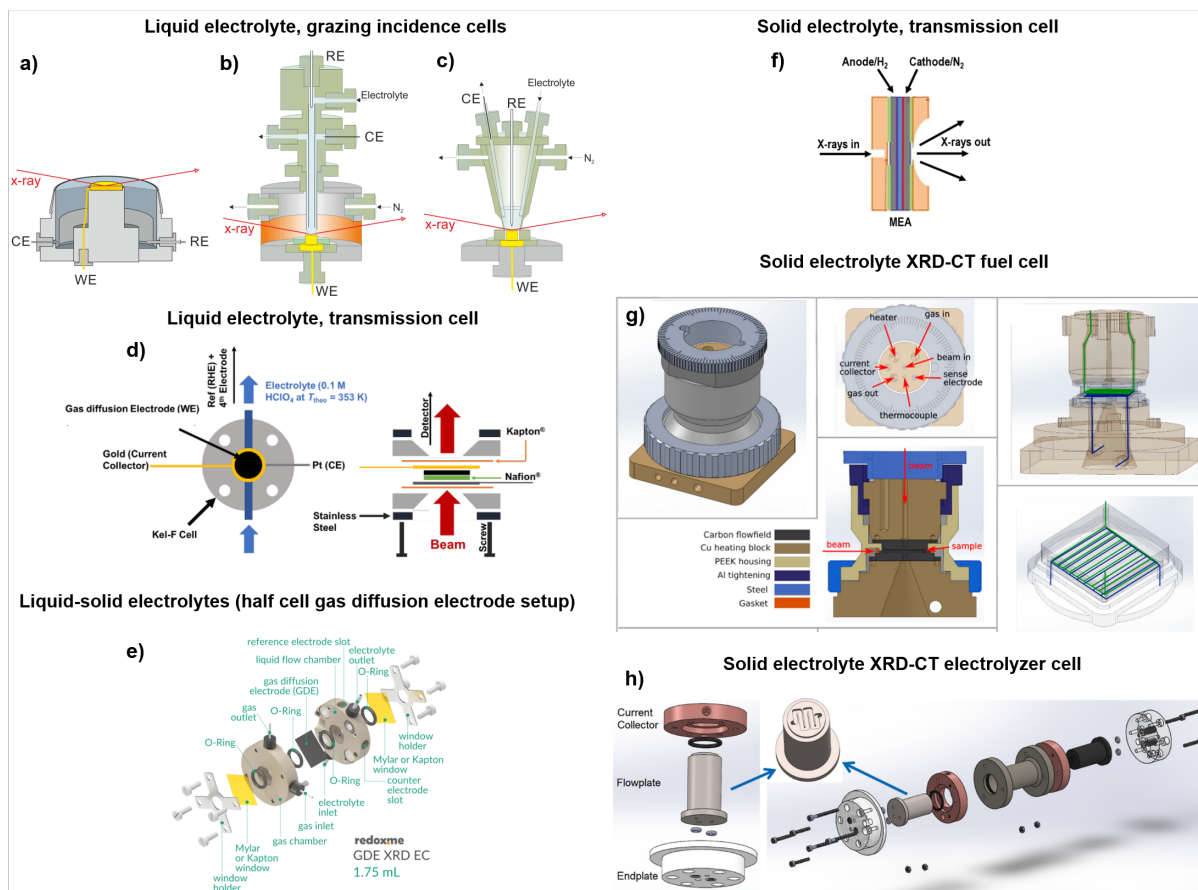 Liquid electrolyte, grazing incidence cells
a)
b)
c)
RE
Electrolyte
CE
N2
x-ray
WE
CE
RE
Electrolyte
N2
x-ray
WE
x-ray
CE
RE
WE
Liquid electrolyte, transmission cell
d)
Ref (RHE) +
4th Electrode
Electrolyte (0.1 M
HClO4 at Ttheo = 353 K)
Gas diffusion Electrode (WE)
Gold (Current
Collector)
Pt (CE)
Kel-F Cell
Detector
Kapton®
Nafion®
Stainless
Steel
Beam
Screw
Liquid-solid electrolytes (half cell gas diffusion electrode setup)
e)
reference electrode slot
liquid flow chamber
electrolyte
outlet
gas diffusion
electrode (GDE)
O-Ring
gas
outlet
O-Ring
O-Ring
window
holder
Mylar or Kapton
window
O-Ring
counter
electrode
slot
electrolyte
inlet
gas inlet
gas chamber
Mylar
or Kapton
window
window
holder
redox.me
GDE XRD EC
1.75 mL
Solid electrolyte, transmission cell
f)
Anode/H2
Cathode/N2
X-rays in
X-rays out
MEA
Solid electrolyte XRD-CT fuel cell
g)
heater
gas in
current
collector
beam in
gas out
sense
electrode
thermocouple
beam
beam
sample
Carbon flowfield
Cu heating block
PEEK housing
Al tightening
Steel
Gasket
Solid electrolyte XRD-CT electrolyzer cell
h)
Current
Collector
Flowplate
Endplate